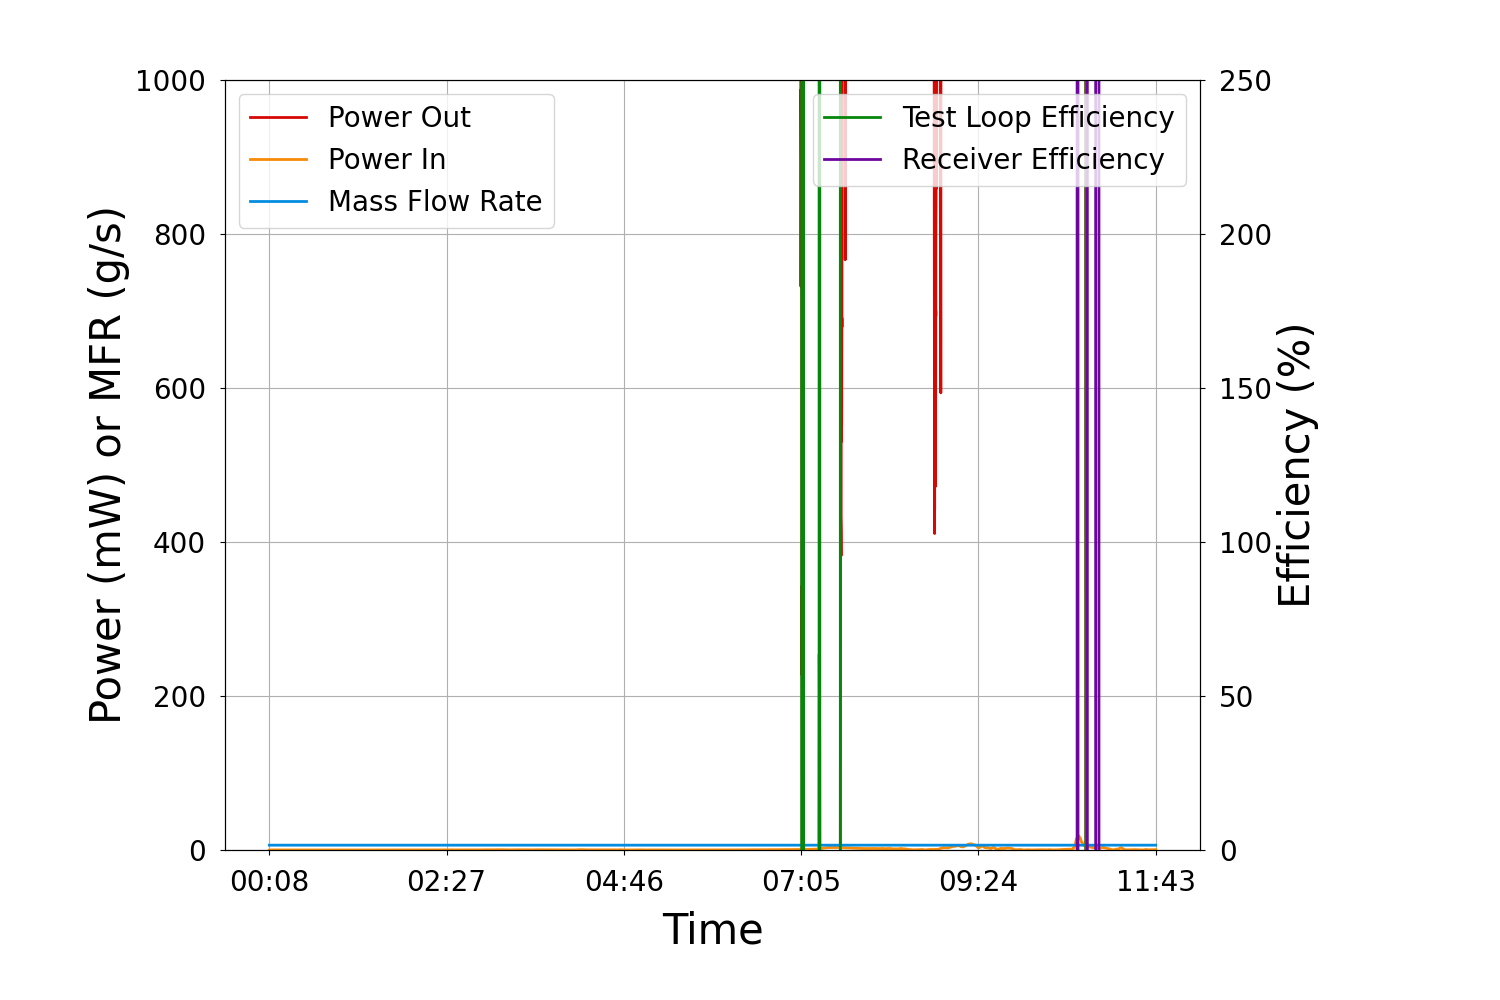 1000
800
600
400
200
0
Power (mW) or MFR (g/s)
Power Out
Power In
Mass Flow Rate
Test Loop Efficiency
Receiver Efficiency
250
200
150
100
50
0
Efficiency (%)
00:08 02:27 04:46 07:05 09:24 11:43
Time